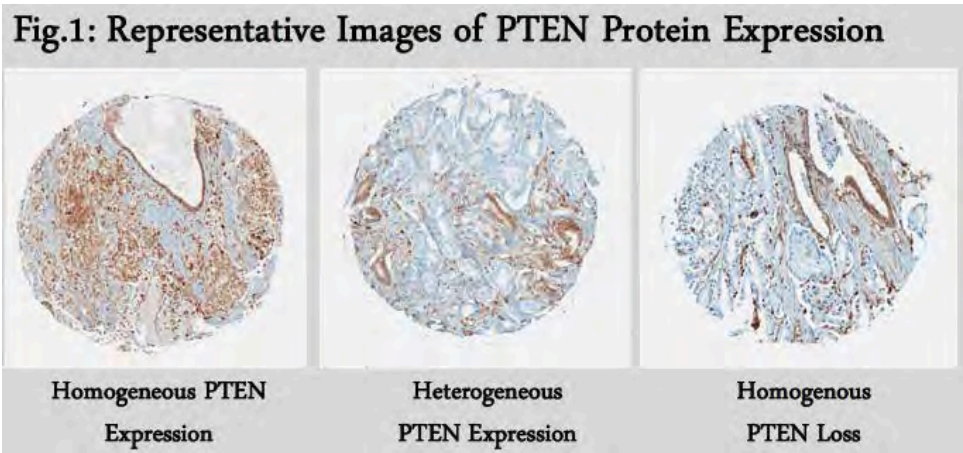 Fig.1: Representative Images of PTEN Protein Expression
Homogeneous PTEN
Expression
Heterogeneous
PTEN Expression
Homogenous
PTEN Loss